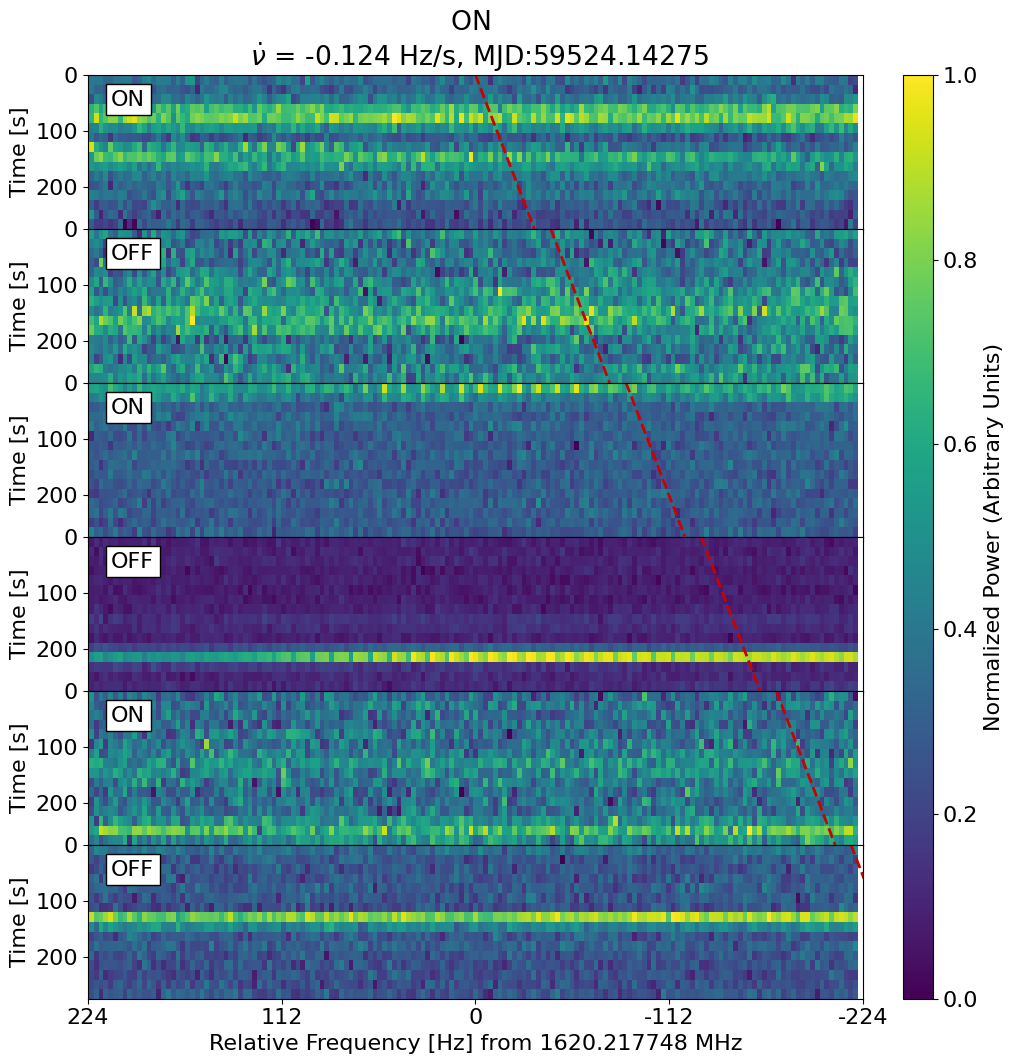 ON
ν̇ = -0.124 Hz/s, MJD:59524.14275
0
ON
100
200
Time [s]
0
OFF
100
200
Time [s]
0
ON
100
200
Time [s]
0
OFF
100
200
Time [s]
0
ON
100
200
Time [s]
0
OFF
100
200
Time [s]
224 112 0 -112 -224
Relative Frequency [Hz] from 1620.217748 MHz
1.0
0.8
0.6
0.4
0.2
0.0
Normalized Power (Arbitrary Units)